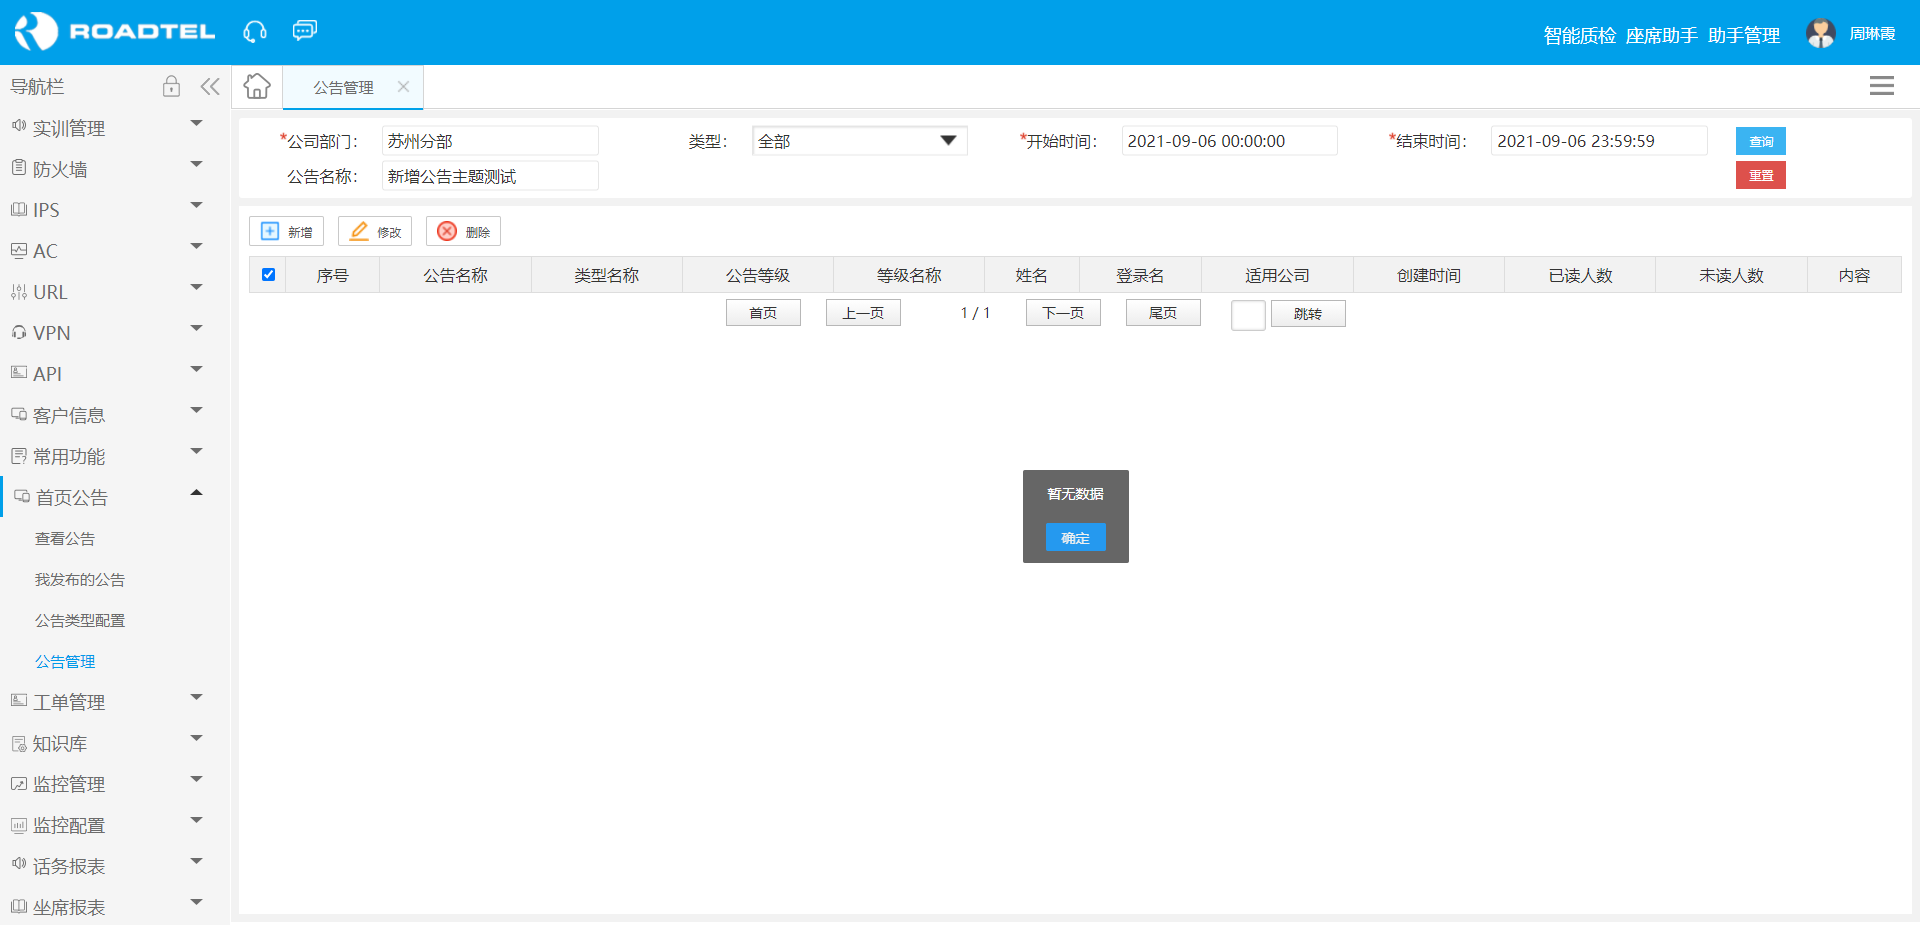 ROADTEL
智能质检 座席助手 助手管理 周琳霞
导航栏
公告管理
实训管理
防火墙
IPS
AC
URL
VPN
API
客户信息
常用功能
首页公告
查看公告
我发布的公告
公告类型配置
公告管理
工单管理
知识库
监控管理
监控配置
话务报表
坐席报表
*公司部门： 苏州分部 类型： 全部 *开始时间： 2021-09-06 00:00:00 *结束时间： 2021-09-06 23:59:59 查询
公告名称： 新增公告主题测试 重置
新增 修改 删除
序号 公告名称 类型名称 公告等级 等级名称 姓名 登录名 适用公司 创建时间 已读人数 未读人数 内容
首页 上一页 1 / 1 下一页 尾页 跳转
暂无数据
确定